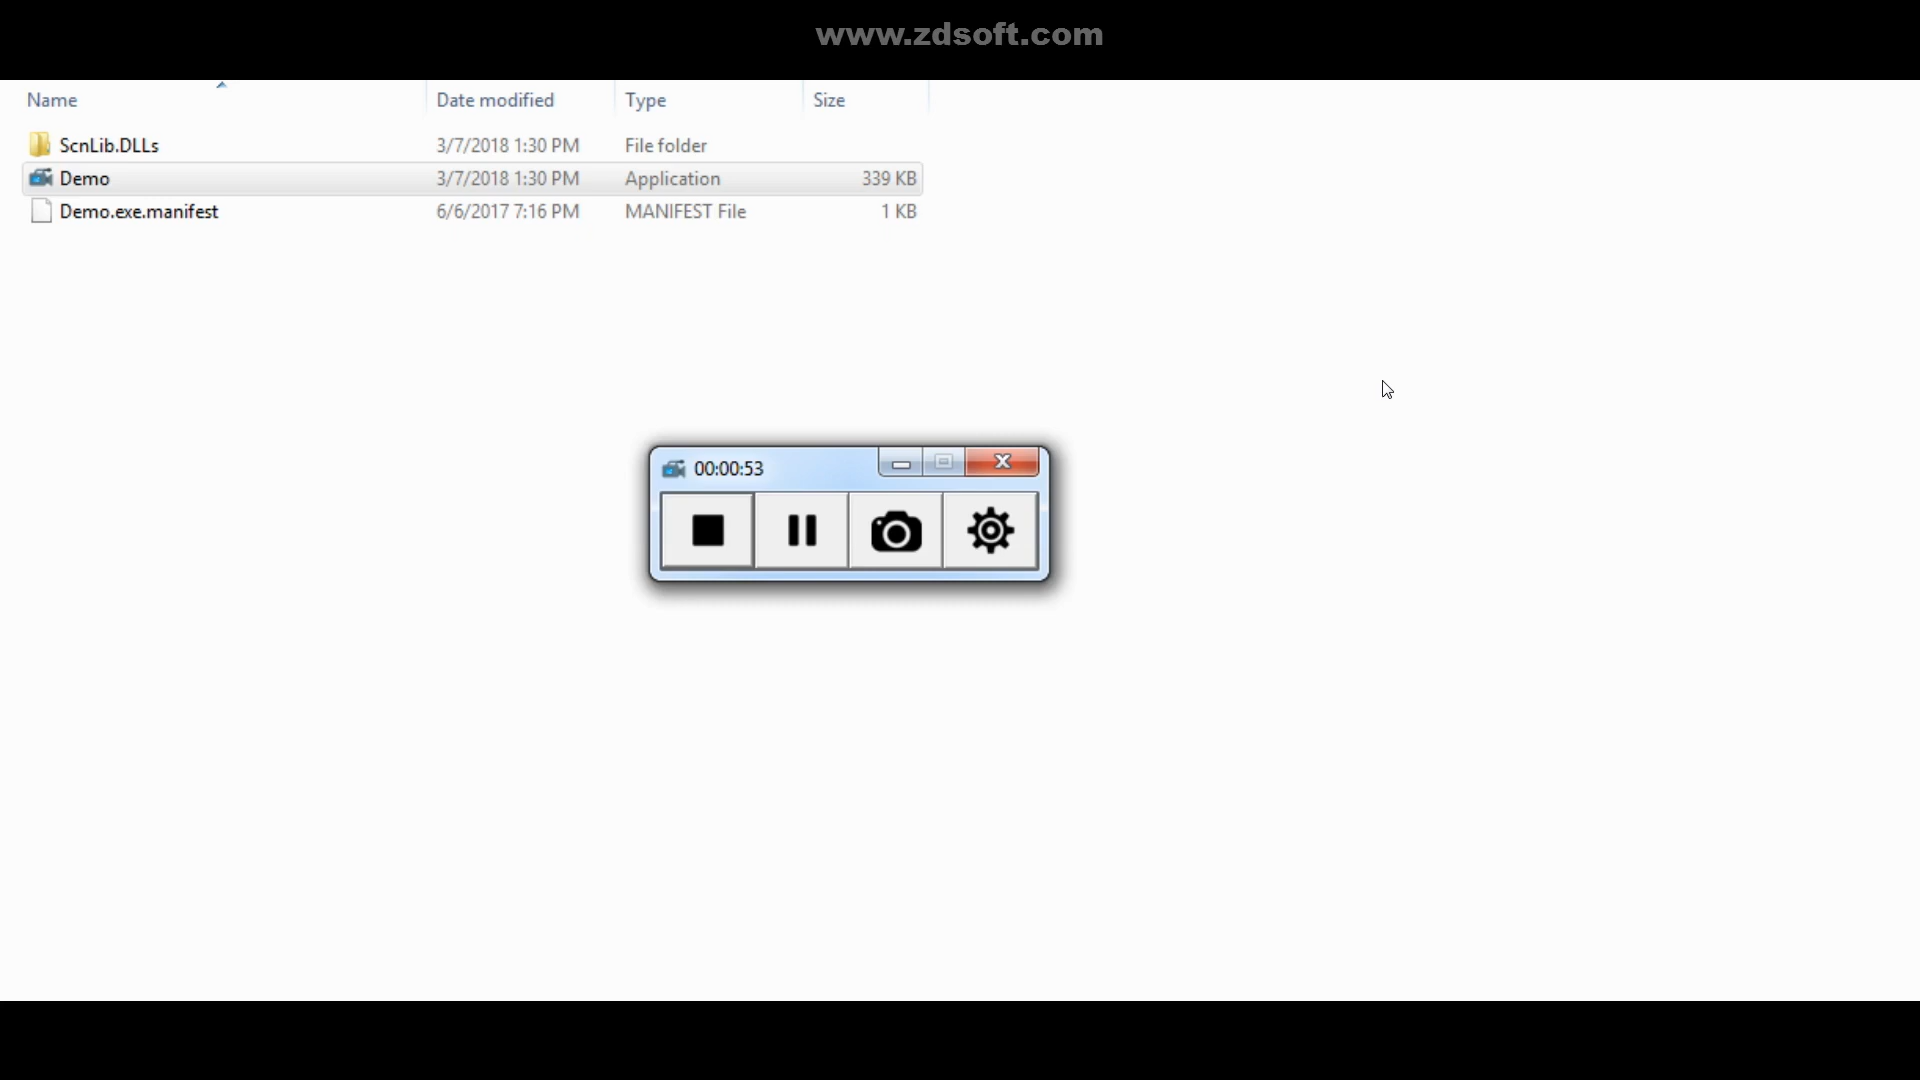 www.zdsoft.com
Name Date modified Type Size
ScnLib.DLLs 3/7/2018 1:30 PM File folder
Demo 3/7/2018 1:30 PM Application 339 KB
Demo.exe.manifest 6/6/2017 7:16 PM MANIFEST File 1 KB
00:00:53